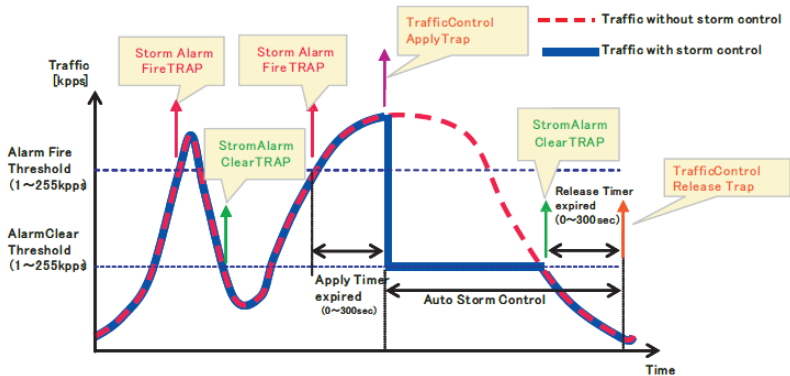 Storm Alarm
FireTRAP
Storm Alarm
FireTRAP
TrafficControl
ApplyTrap
Traffic without storm control
Traffic with storm control
Traffic
[kpps]
StromAlarm
ClearTRAP
StromAlarm
ClearTRAP
Alarm Fire
Threshold
(1～255kpps)
TrafficControl
Release Trap
Release Timer
expired
(0～300sec)
AlarmClear
Threshold
(1～255kpps)
Apply Timer
expired
(0～300sec)
Auto Storm Control
Time